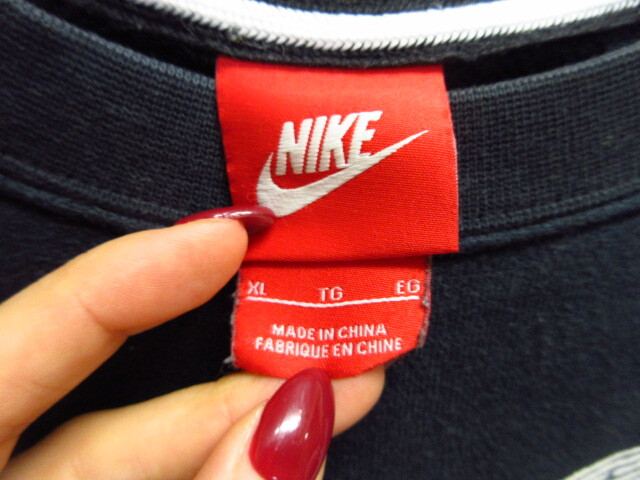 NIKE
XL TG EG
MADE IN CHINA
FABRIQUE EN CHINE